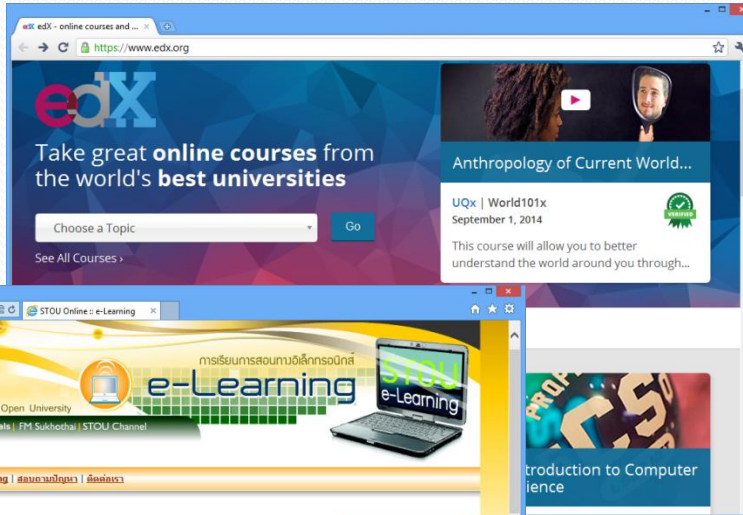 edX - online courses and ...
https://www.edx.org
edX
Take great online courses from
the world's best universities
Choose a Topic
Go
See All Courses ›
Anthropology of Current World...
UQx | World101x
September 1, 2014
VERIFIED
This course will allow you to better
understand the world around you through...
STOU Online :: e-Learning
การเรียนการสอนทางอิเล็กทรอนิกส์
e-Learning
STOU
e-Learning
Open University
als | FM Sukhothai | STOU Channel
ng | สอบถามปัญหา | ติดต่อเรา
PROP
CS50
troduction to Computer
ience